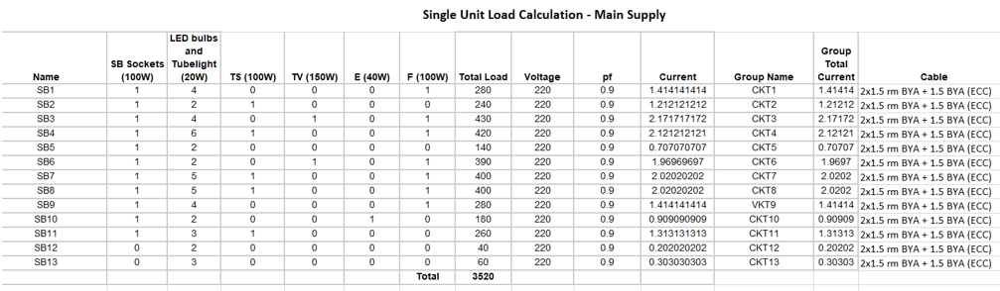 Single Unit Load Calculation - Main Supply
Name SB Sockets (100W) LED bulbs and Tubelight (20W) TS (100W) TV (150W) E (40W) F (100W) Total Load Voltage pf Current Group Name Group Total Current Cable
SB1 1 4 0 0 0 1 280 220 0.9 1.414141414 CKT1 1.41414 2x1.5 rm BYA + 1.5 BYA (ECC)
SB2 1 2 1 0 0 0 240 220 0.9 1.212121212 CKT2 1.21212 2x1.5 rm BYA + 1.5 BYA (ECC)
SB3 1 4 0 1 0 1 430 220 0.9 2.171717172 CKT3 2.17172 2x1.5 rm BYA + 1.5 BYA (ECC)
SB4 1 6 1 0 0 1 420 220 0.9 2.121212121 CKT4 2.12121 2x1.5 rm BYA + 1.5 BYA (ECC)
SB5 1 2 0 0 0 0 140 220 0.9 0.707070707 CKT5 0.70707 2x1.5 rm BYA + 1.5 BYA (ECC)
SB6 1 2 0 1 0 1 390 220 0.9 1.96969697 CKT6 1.9697 2x1.5 rm BYA + 1.5 BYA (ECC)
SB7 1 5 1 0 0 1 400 220 0.9 2.02020202 CKT7 2.0202 2x1.5 rm BYA + 1.5 BYA (ECC)
SB8 1 5 1 0 0 1 400 220 0.9 2.02020202 CKT8 2.0202 2x1.5 rm BYA + 1.5 BYA (ECC)
SB9 1 4 0 0 0 1 280 220 0.9 1.414141414 VKT9 1.41414 2x1.5 rm BYA + 1.5 BYA (ECC)
SB10 1 2 0 0 1 0 180 220 0.9 0.909090909 CKT10 0.90909 2x1.5 rm BYA + 1.5 BYA (ECC)
SB11 1 3 1 0 0 0 260 220 0.9 1.313131313 CKT11 1.31313 2x1.5 rm BYA + 1.5 BYA (ECC)
SB12 0 2 0 0 0 0 40 220 0.9 0.202020202 CKT12 0.20202 2x1.5 rm BYA + 1.5 BYA (ECC)
SB13 0 3 0 0 0 0 60 220 0.9 0.303030303 CKT13 0.30303 2x1.5 rm BYA + 1.5 BYA (ECC)
Total 3520